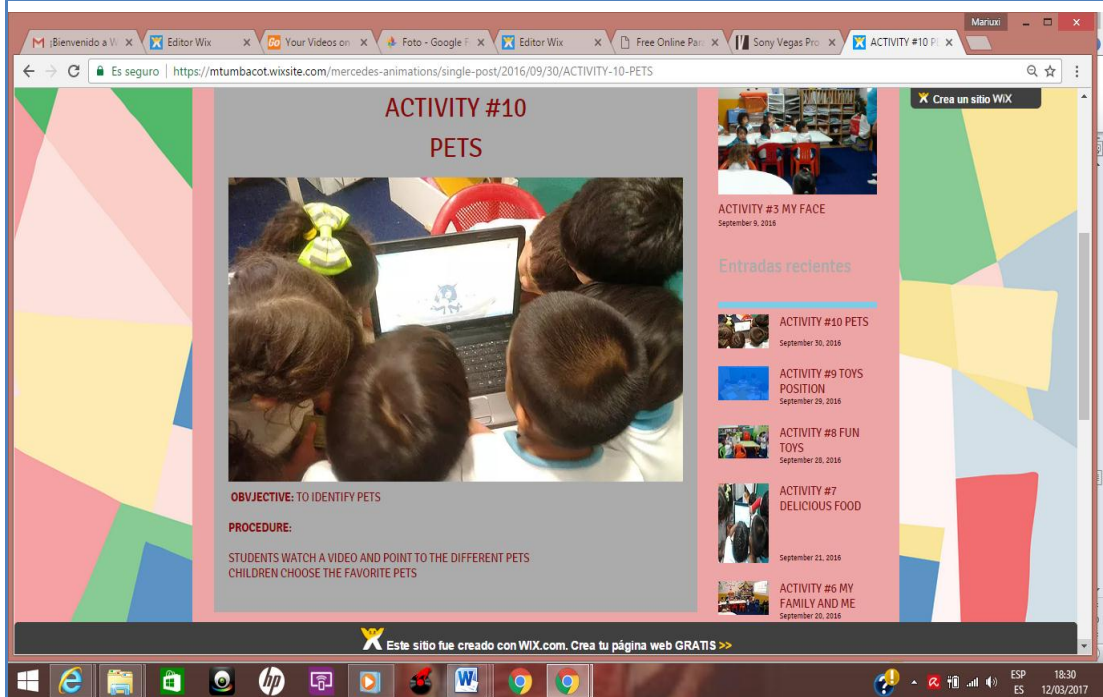 Mariuxi
¡Bienvenido a W
Editor Wix
Your Videos on
Foto - Google F
Editor Wix
Free Online Par
Sony Vegas Pro
ACTIVITY #10 P
Es seguro
https://mtumbacot.wixsite.com/mercedes-animations/single-post/2016/09/30/ACTIVITY-10-PETS
Crea un sitio WiX
ACTIVITY #10
PETS
OBVJECTIVE: TO IDENTIFY PETS
PROCEDURE:
STUDENTS WATCH A VIDEO AND POINT TO THE DIFFERENT PETS
CHILDREN CHOOSE THE FAVORITE PETS
ACTIVITY #3 MY FACE
September 9, 2016
Entradas recientes
ACTIVITY #10 PETS
September 30, 2016
ACTIVITY #9 TOYS
POSITION
September 29, 2016
ACTIVITY #8 FUN
TOYS
September 28, 2016
ACTIVITY #7
DELICIOUS FOOD
September 21, 2016
ACTIVITY #6 MY
FAMILY AND ME
September 20, 2016
Este sitio fue creado con WIX.com. Crea tu página web GRATIS >>
hp
ESP
ES
18:30
12/03/2017